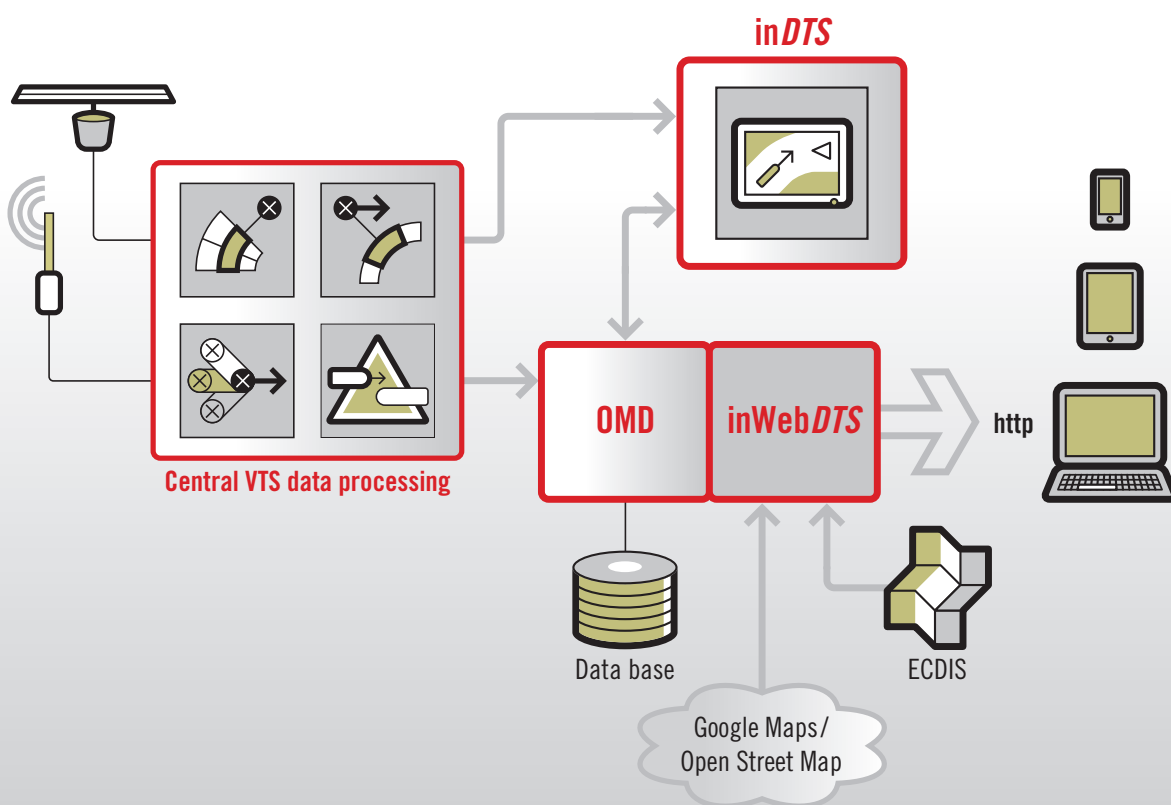 inDTS
Central VTS data processing
OMD
inWebDTS
http
Data base
ECDIS
Google Maps/
Open Street Map